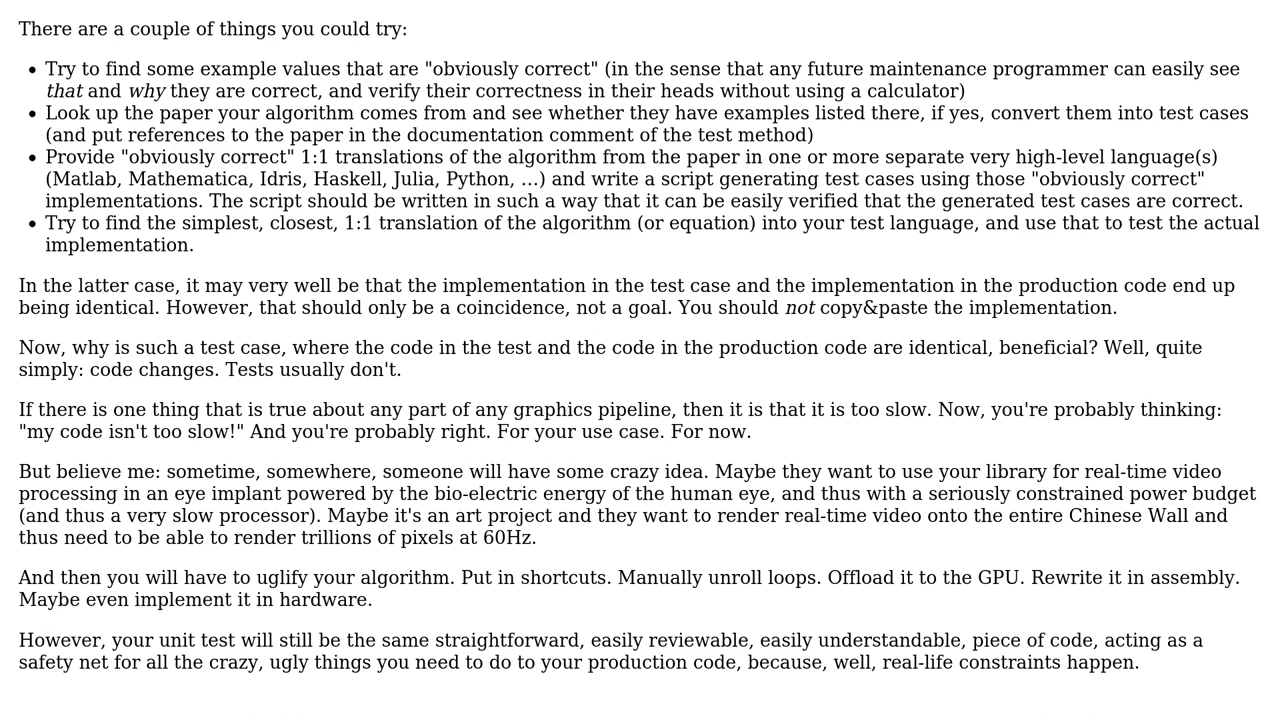 There are a couple of things you could try:
• Try to find some example values that are "obviously correct" (in the sense that any future maintenance programmer can easily see
that and why they are correct, and verify their correctness in their heads without using a calculator)
• Look up the paper your algorithm comes from and see whether they have examples listed there, if yes, convert them into test cases
(and put references to the paper in the documentation comment of the test method)
• Provide "obviously correct" 1:1 translations of the algorithm from the paper in one or more separate very high-level language(s)
(Matlab, Mathematica, Idris, Haskell, Julia, Python, …) and write a script generating test cases using those "obviously correct"
implementations. The script should be written in such a way that it can be easily verified that the generated test cases are correct.
• Try to find the simplest, closest, 1:1 translation of the algorithm (or equation) into your test language, and use that to test the actual
implementation.
In the latter case, it may very well be that the implementation in the test case and the implementation in the production code end up
being identical. However, that should only be a coincidence, not a goal. You should not copy&paste the implementation.
Now, why is such a test case, where the code in the test and the code in the production code are identical, beneficial? Well, quite
simply: code changes. Tests usually don't.
If there is one thing that is true about any part of any graphics pipeline, then it is that it is too slow. Now, you're probably thinking:
"my code isn't too slow!" And you're probably right. For your use case. For now.
But believe me: sometime, somewhere, someone will have some crazy idea. Maybe they want to use your library for real-time video
processing in an eye implant powered by the bio-electric energy of the human eye, and thus with a seriously constrained power budget
(and thus a very slow processor). Maybe it's an art project and they want to render real-time video onto the entire Chinese Wall and
thus need to be able to render trillions of pixels at 60Hz.
And then you will have to uglify your algorithm. Put in shortcuts. Manually unroll loops. Offload it to the GPU. Rewrite it in assembly.
Maybe even implement it in hardware.
However, your unit test will still be the same straightforward, easily reviewable, easily understandable, piece of code, acting as a
safety net for all the crazy, ugly things you need to do to your production code, because, well, real-life constraints happen.